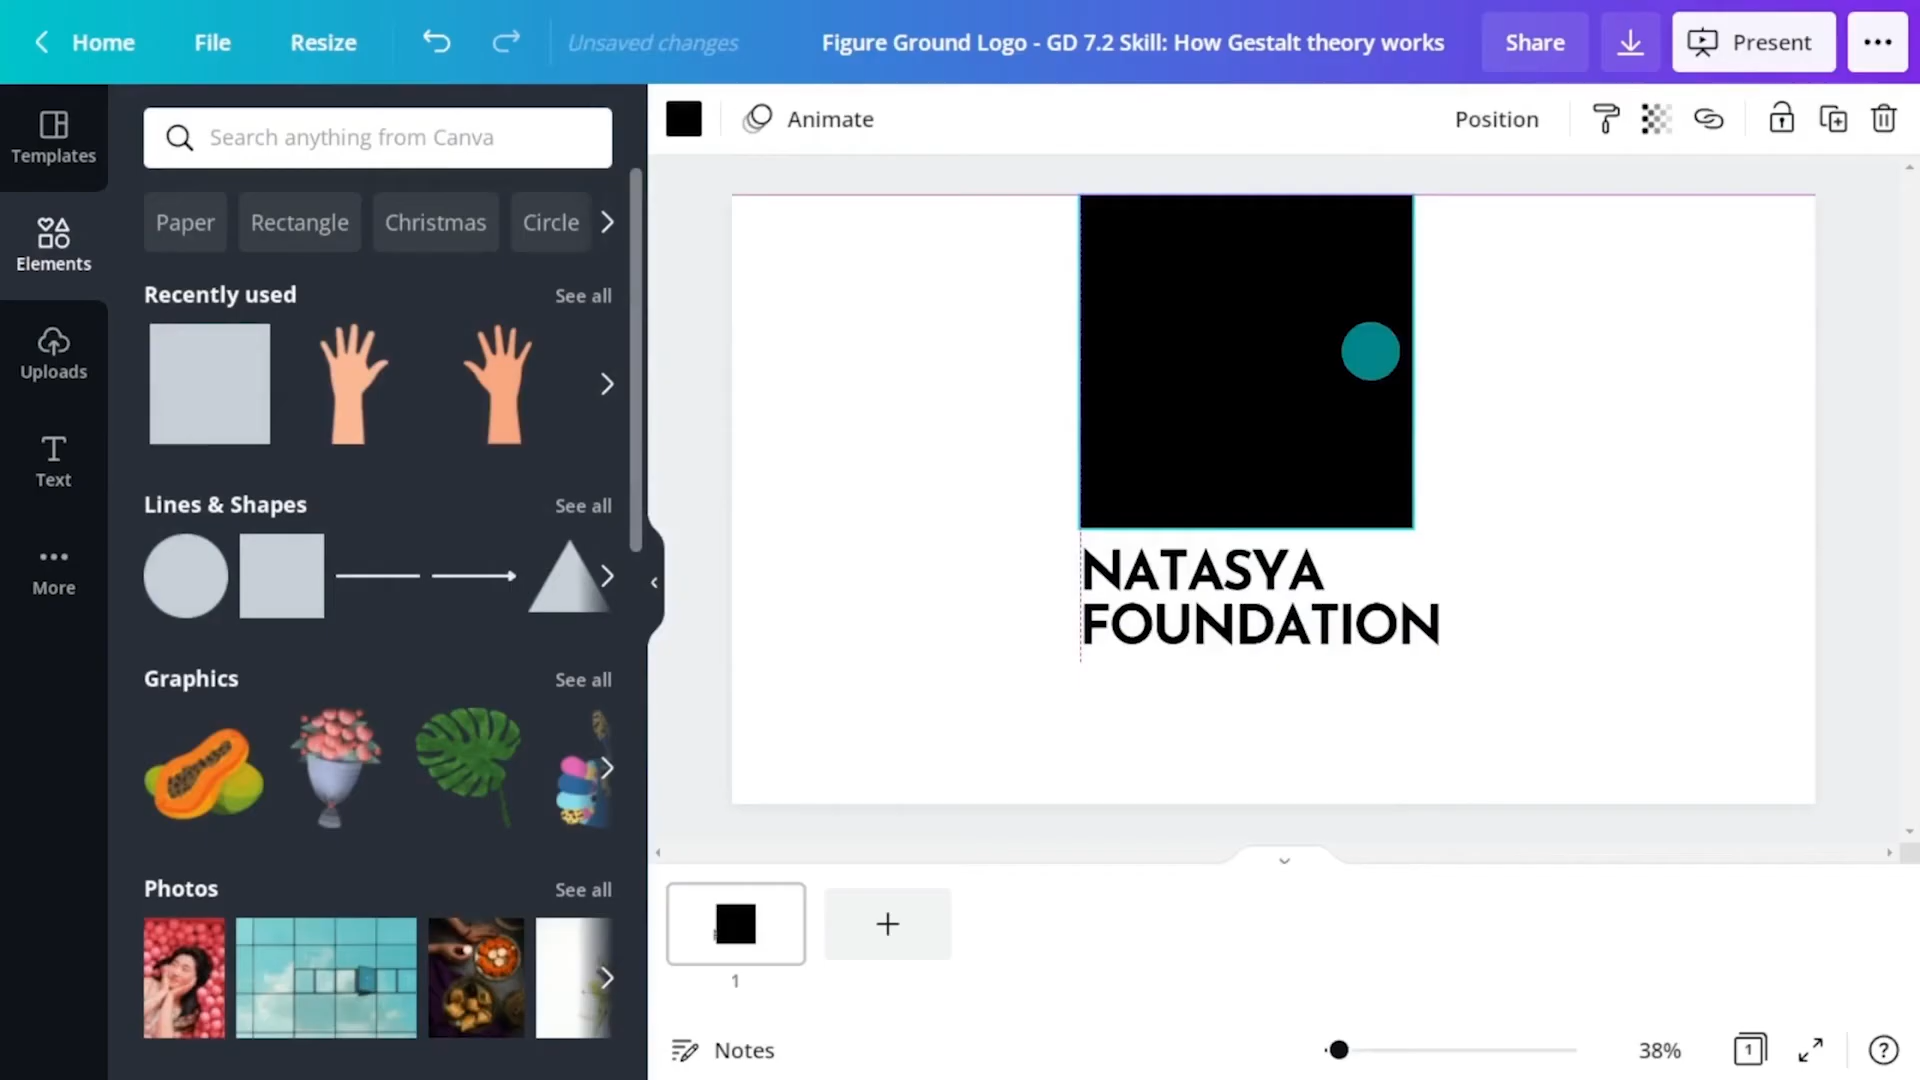 Home
File
Resize
Unsaved changes
Figure Ground Logo - GD 7.2 Skill: How Gestalt theory works
Share
Present
Templates
Elements
Uploads
Text
More
Search anything from Canva
Paper
Rectangle
Christmas
Circle
Recently used
See all
Lines & Shapes
See all
Graphics
See all
Photos
See all
Animate
Position
NATASYA
FOUNDATION
1
Notes
38%
1
?